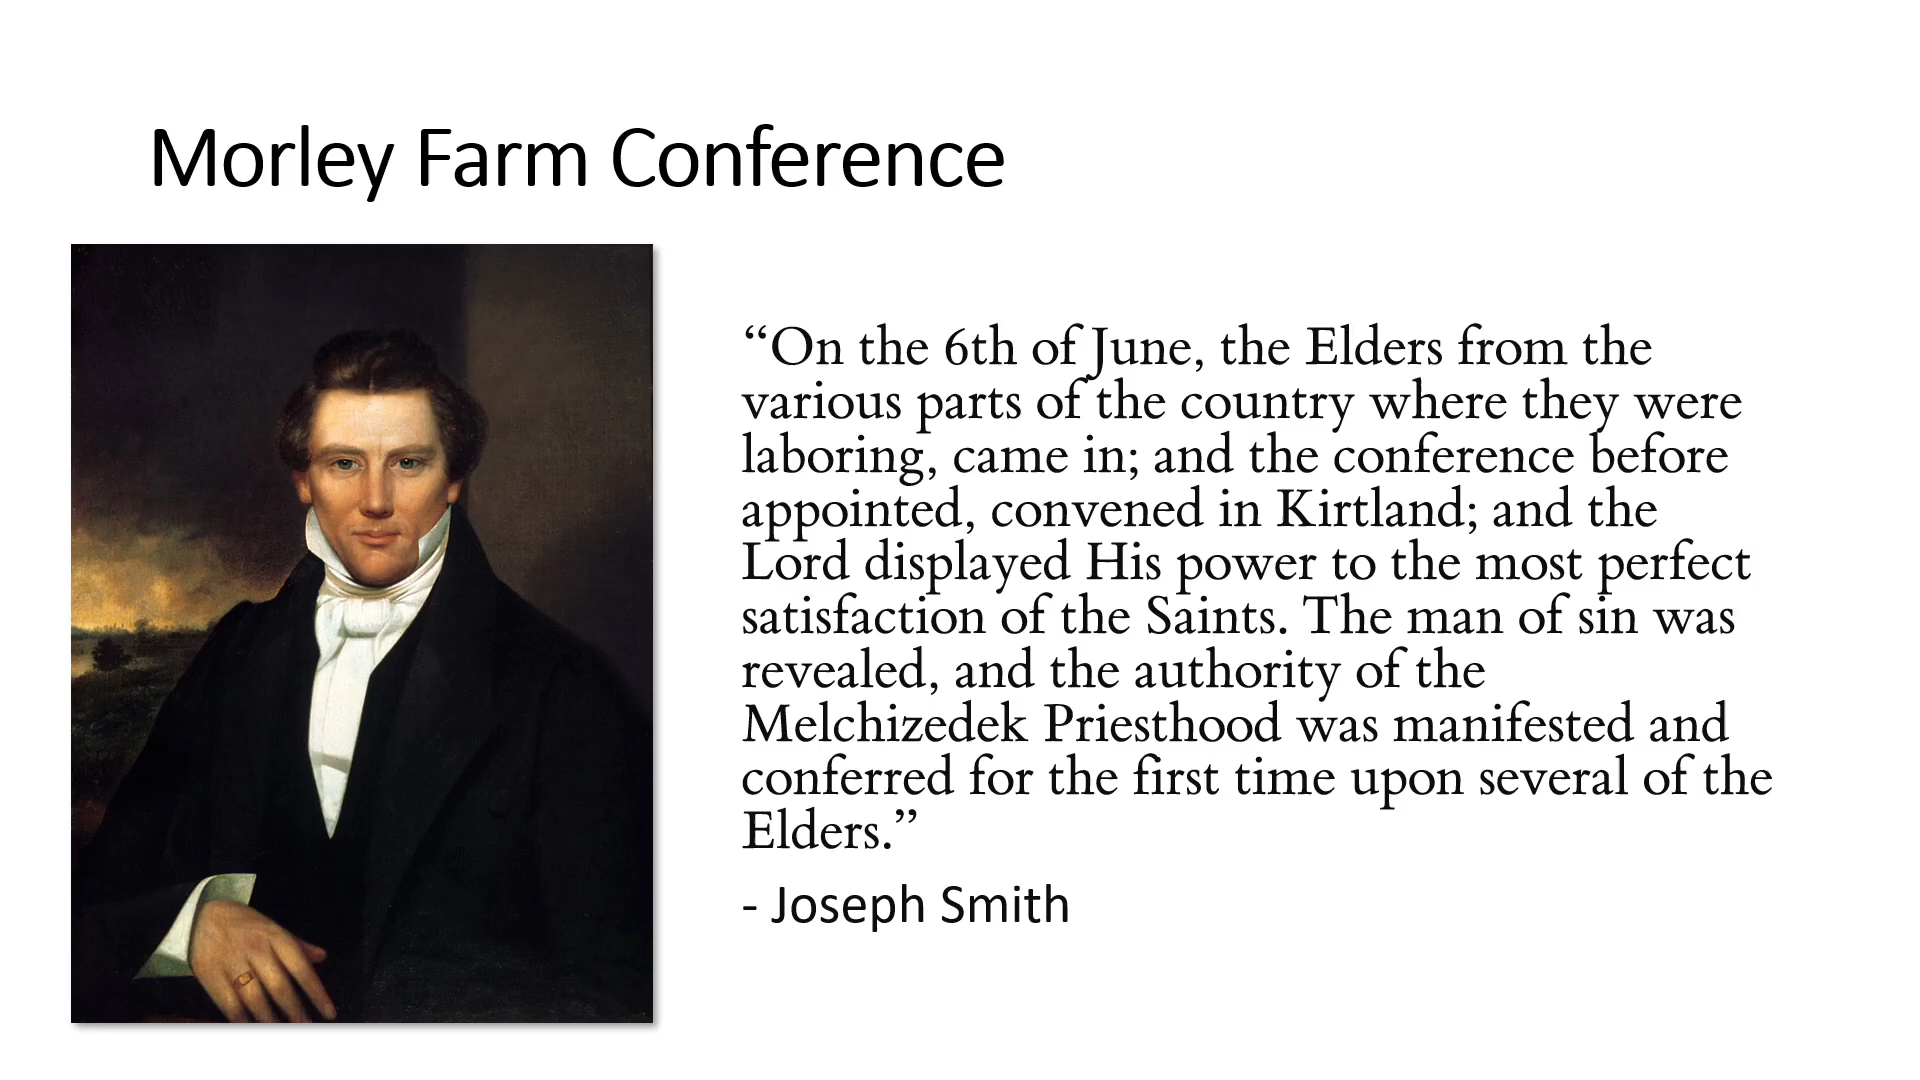 Morley Farm Conference
“On the 6th of June, the Elders from the
various parts of the country where they were
laboring, came in; and the conference before
appointed, convened in Kirtland; and the
Lord displayed His power to the most perfect
satisfaction of the Saints. The man of sin was
revealed, and the authority of the
Melchizedek Priesthood was manifested and
conferred for the first time upon several of the
Elders.”
- Joseph Smith